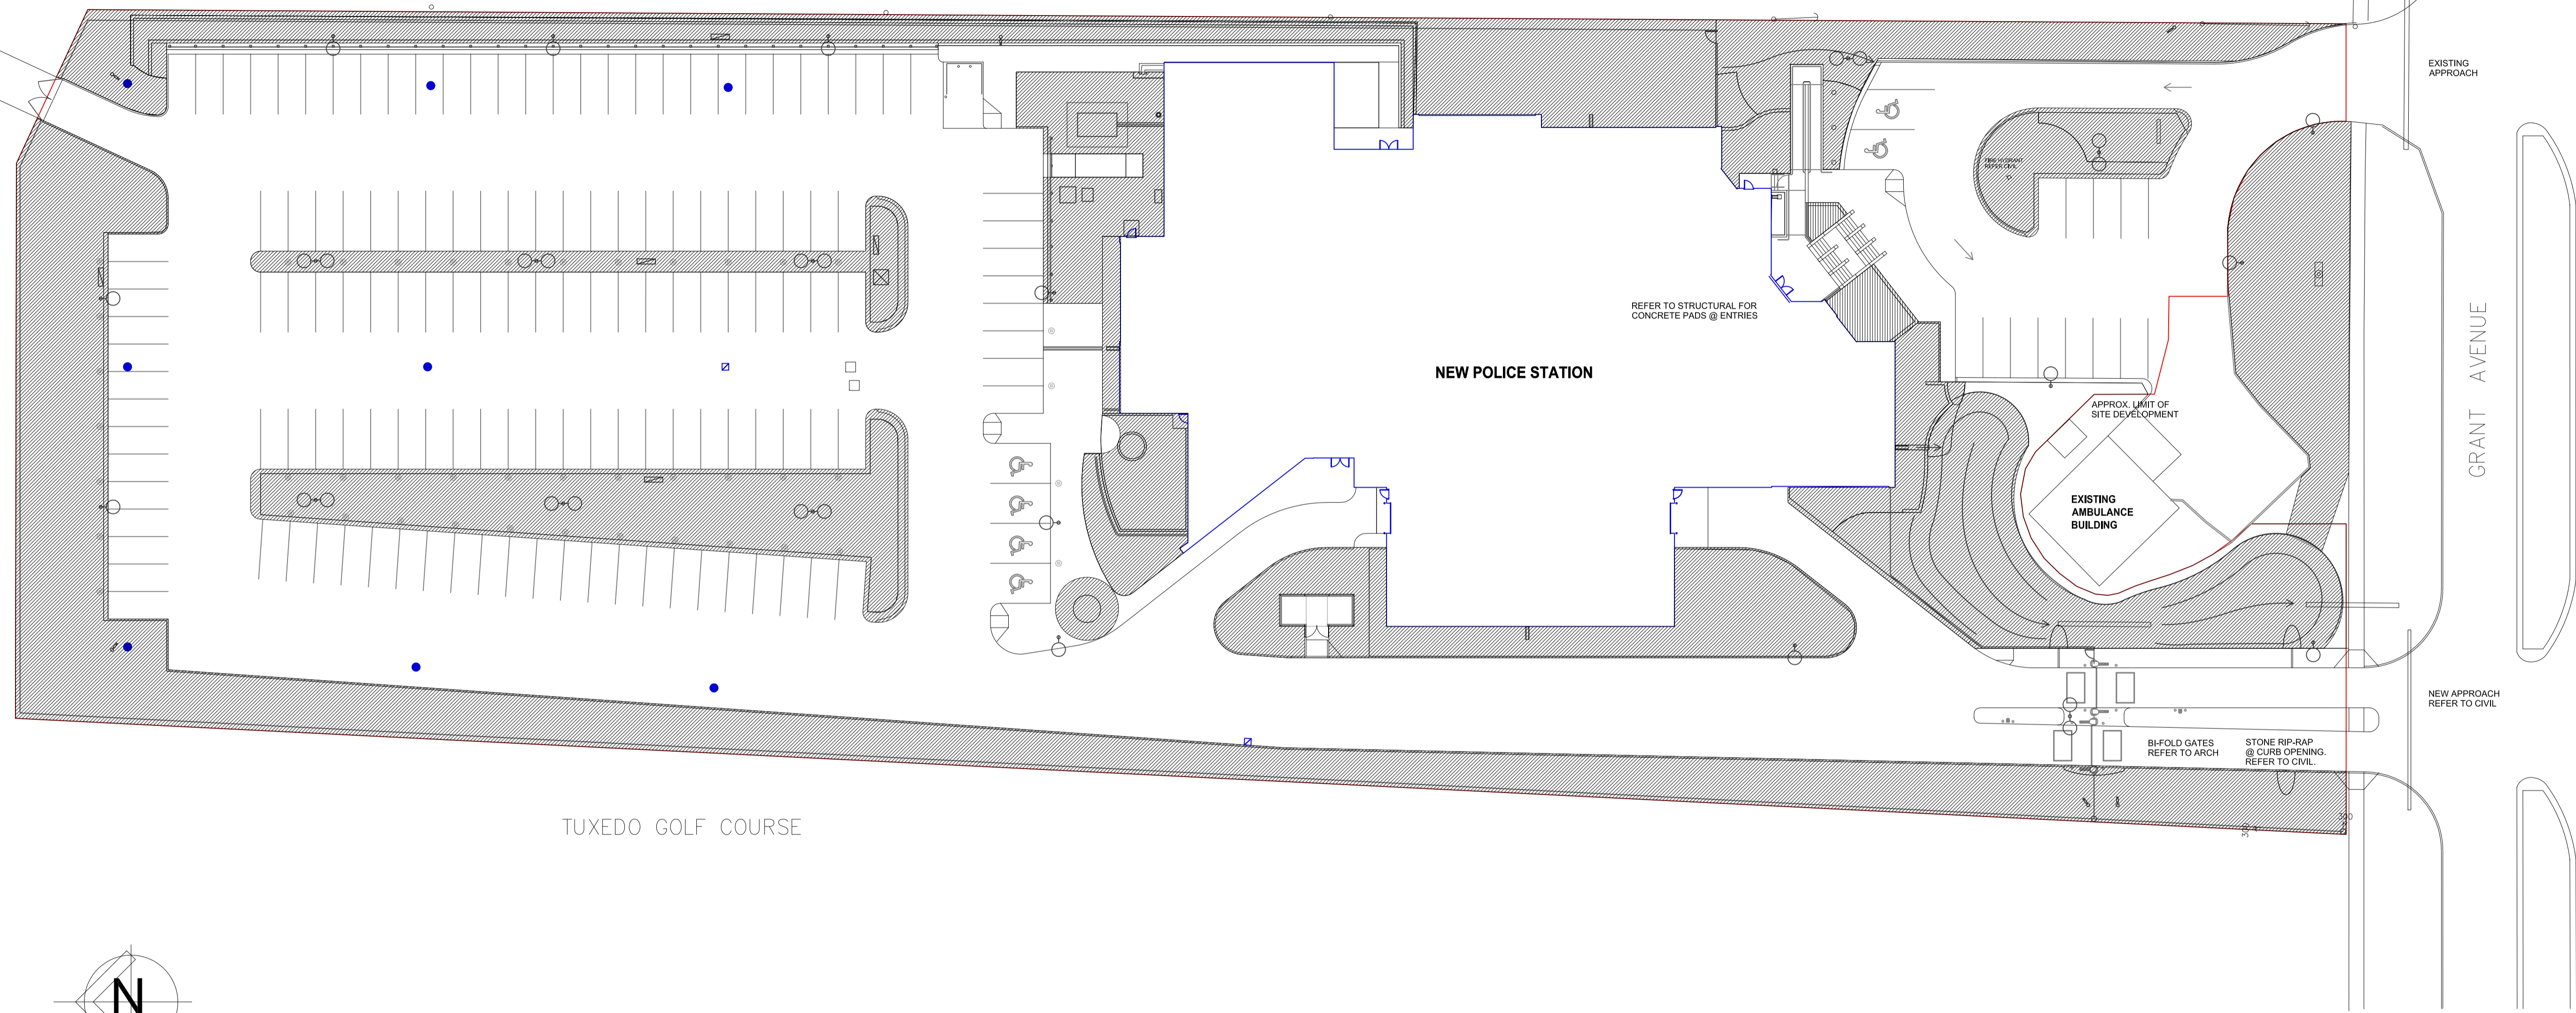 EXISTING
APPROACH
FIRE HYDRANT
REFER CIVIL
REFER TO STRUCTURAL FOR
CONCRETE PADS @ ENTRIES
NEW POLICE STATION
GRANT AVENUE
APPROX. LIMIT OF
SITE DEVELOPMENT
EXISTING
AMBULANCE
BUILDING
NEW APPROACH
REFER TO CIVIL
BI-FOLD GATES
REFER TO ARCH
STONE RIP-RAP
@ CURB OPENING.
REFER TO CIVIL.
300
300
TUXEDO GOLF COURSE
N